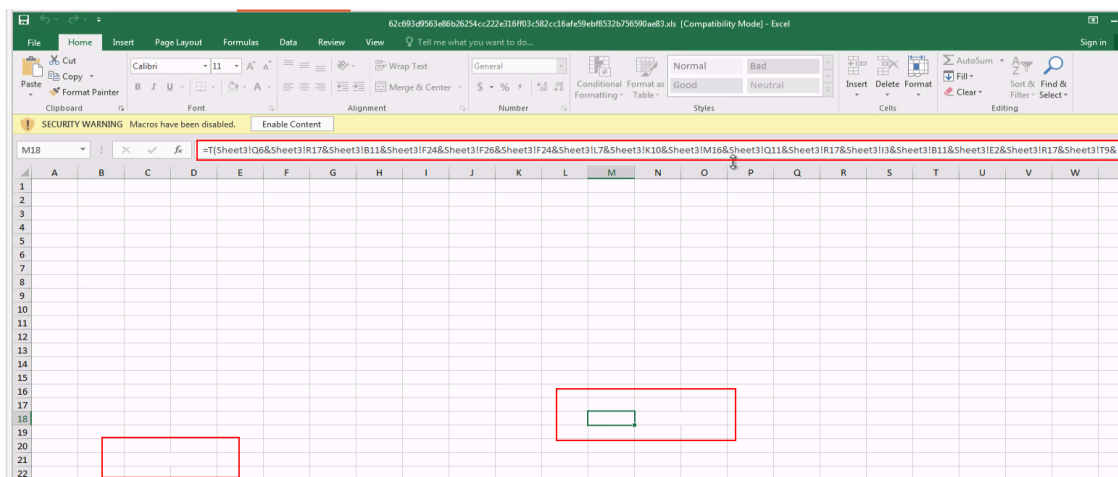 62c693d9563e86b26254cc222e316ff03c582cc16afe59ebf8532b756590ae83.xls [Compatibility Mode] - Excel
File Home Insert Page Layout Formulas Data Review View Tell me what you want to do... Sign in
Cut
Copy
Format Painter
Paste
Clipboard
Calibri 11 A A
B I U A
Font
Wrap Text
Merge & Center
Alignment
General
$ % ,
Number
Conditional Formatting
Format as Table
Normal Bad
Good Neutral
Styles
Insert Delete Format
Cells
AutoSum
Fill
Clear
Sort & Filter
Find & Select
Editing
SECURITY WARNING Macros have been disabled. Enable Content
M18 fx =T(Sheet3!Q6&Sheet3!R17&Sheet3!B11&Sheet3!F24&Sheet3!F26&Sheet3!F24&Sheet3!L7&Sheet3!K10&Sheet3!M16&Sheet3!Q11&Sheet3!R17&Sheet3!I3&Sheet3!B11&Sheet3!E2&Sheet3!R17&Sheet3!T9&
A B C D E F G H I J K L M N O P Q R S T U V W
1
2
3
4
5
6
7
8
9
10
11
12
13
14
15
16
17
18
19
20
21
22